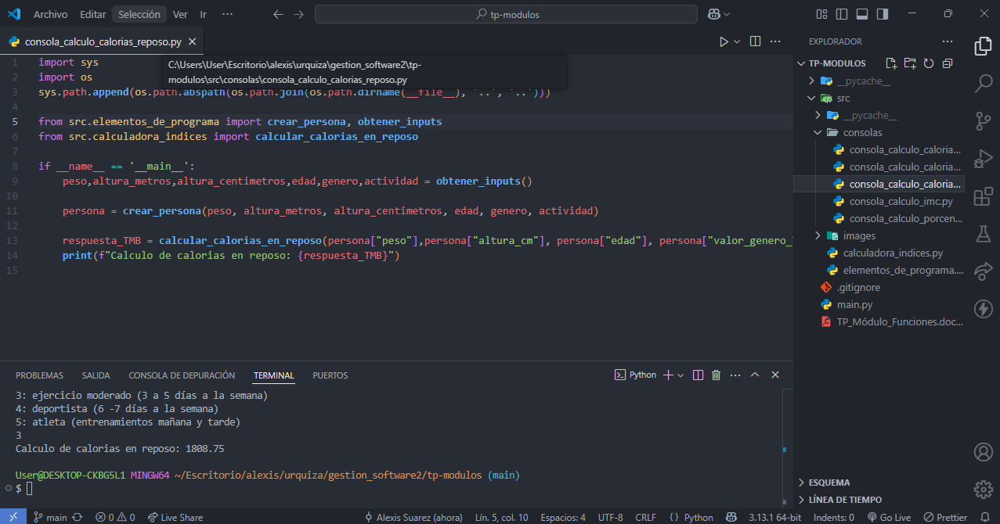 Archivo Editar Selección Ver Ir ··· tp-modulos
consola_calculo_calorias_reposo.py
C:\Users\User\Escritorio\alexis\urquiza\gestion_software2\tp-
modulos\src\consolas\consola_calculo_calorias_reposo.py
1 import sys
2 import os
3 sys.path.append(os.path.abspath(os.path.join(os.path.dirname(__file__), '..', '..')))
4
5 from src.elementos_de_programa import crear_persona, obtener_inputs
6 from src.calculadora_indices import calcular_calorias_en_reposo
7
8 if __name__ == '__main__':
9 peso,altura_metros,altura_centimetros,edad,genero,actividad = obtener_inputs()
10
11 persona = crear_persona(peso, altura_metros, altura_centimetros, edad, genero, actividad)
12
13 respuesta_TMB = calcular_calorias_en_reposo(persona["peso"],persona["altura_cm"], persona["edad"], persona["valor_genero_
14 print(f"Calculo de calorias en reposo: {respuesta_TMB}")
15
EXPLORADOR ···
TP-MODULOS
__pycache__
src
__pycache__
consolas
consola_calculo_caloria...
consola_calculo_caloria...
consola_calculo_caloria...
consola_calculo_imc.py
consola_calculo_porcen...
images
calculadora_indices.py
elementos_de_programa....
.gitignore
main.py
TP_Módulo_Funciones.doc...
ESQUEMA
LÍNEA DE TIEMPO
PROBLEMAS SALIDA CONSOLA DE DEPURACIÓN TERMINAL PUERTOS Python
3: ejercicio moderado (3 a 5 días a la semana)
4: deportista (6 -7 días a la semana)
5: atleta (entrenamientos mañana y tarde)
3
Calculo de calorias en reposo: 1808.75
User@DESKTOP-CKBG5L1 MINGW64 ~/Escritorio/alexis/urquiza/gestion_software2/tp-modulos (main)
$
main 0 0 Live Share Alexis Suarez (ahora) Lín. 5, col. 10 Espacios: 4 UTF-8 CRLF {} Python 3.13.1 64-bit Indents: 0 Go Live Prettier